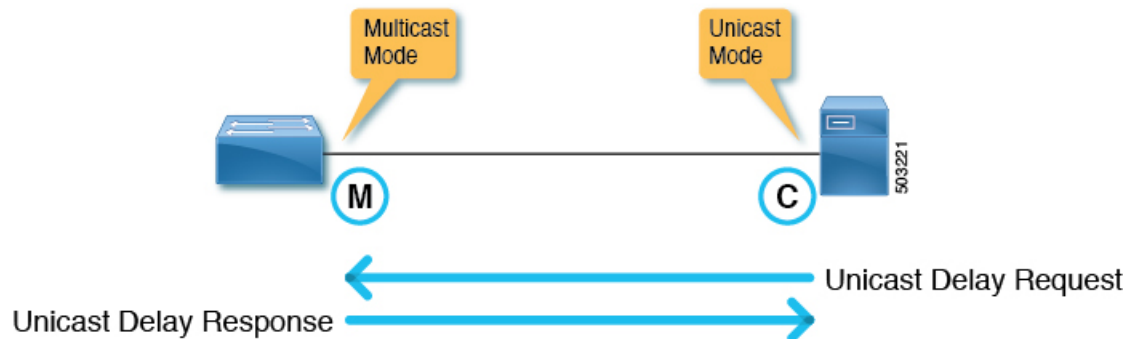 Multicast
Mode
Unicast
Mode
503221
M
C
Unicast Delay Request
Unicast Delay Response